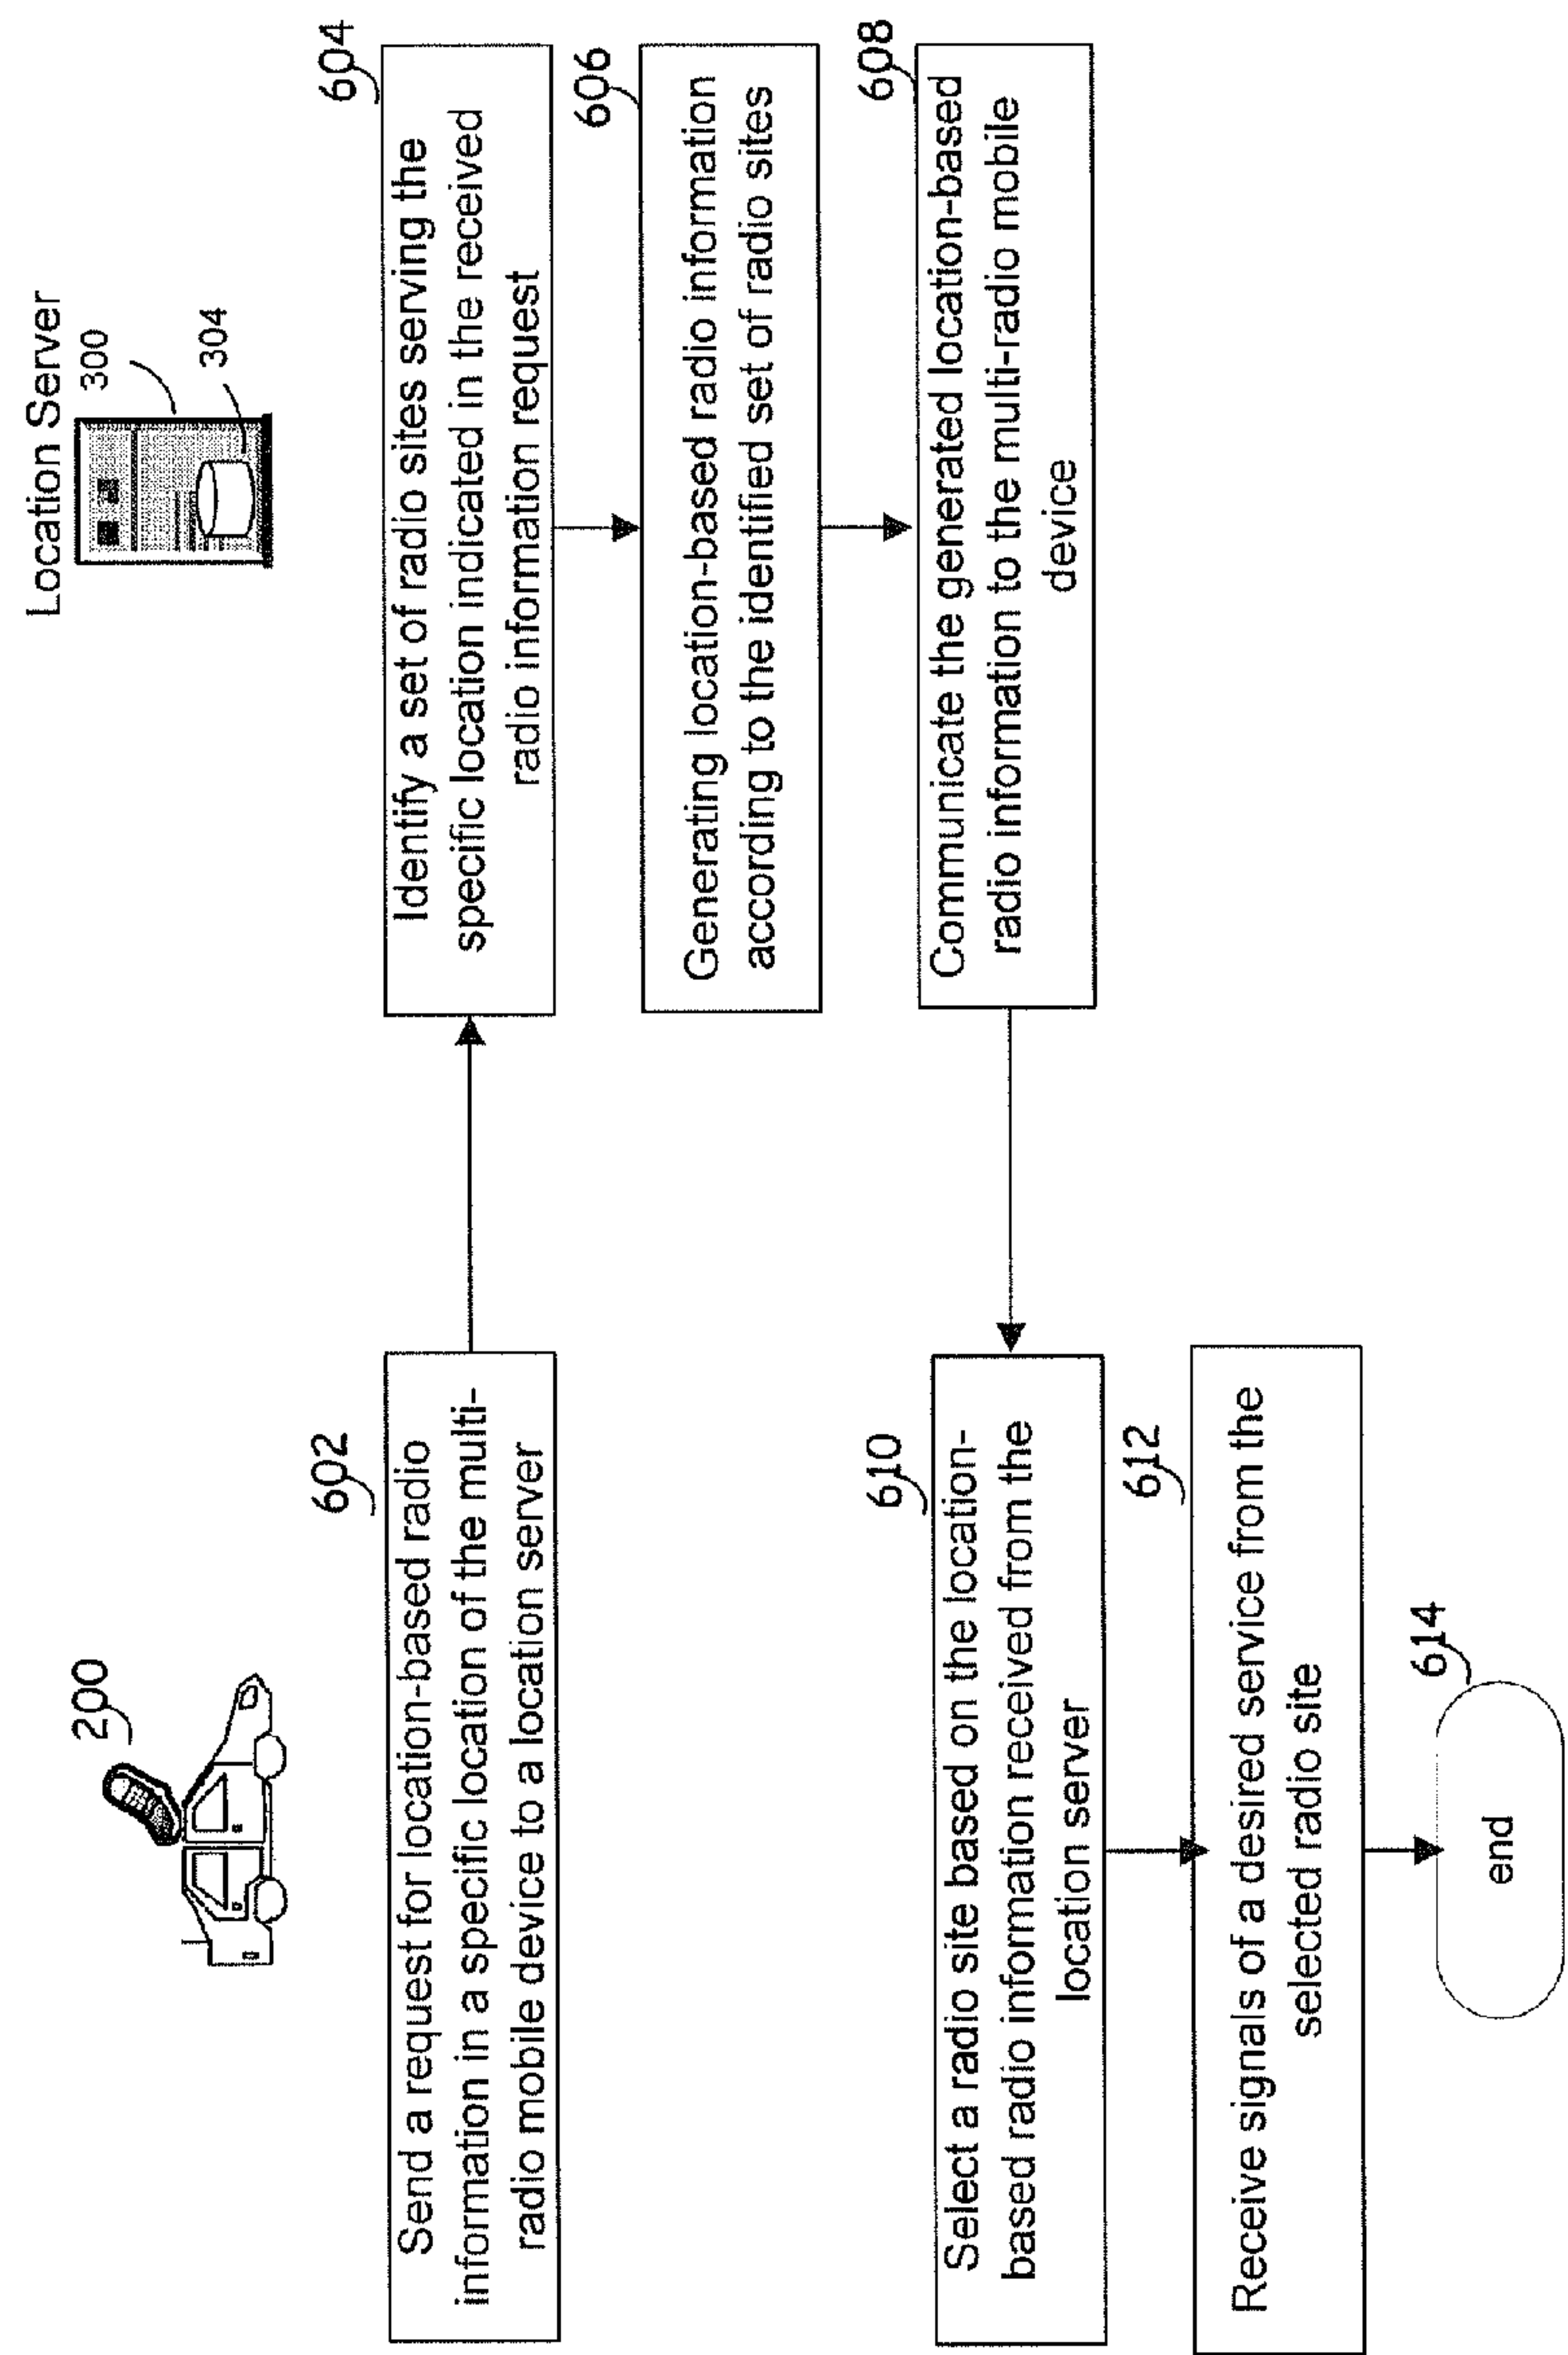 200
Location Server
300
304
602
Send a request for location-based radio
information in a specific location of the multi-
radio mobile device to a location server
604
Identify a set of radio sites serving the
specific location indicated in the received
radio information request
606
Generating location-based radio information
according to the identified set of radio sites
608
Communicate the generated location-based
radio information to the multi-radio mobile
device
610
Select a radio site based on the location-
based radio information received from the
location server
612
Receive signals of a desired service from the
selected radio site
614
end